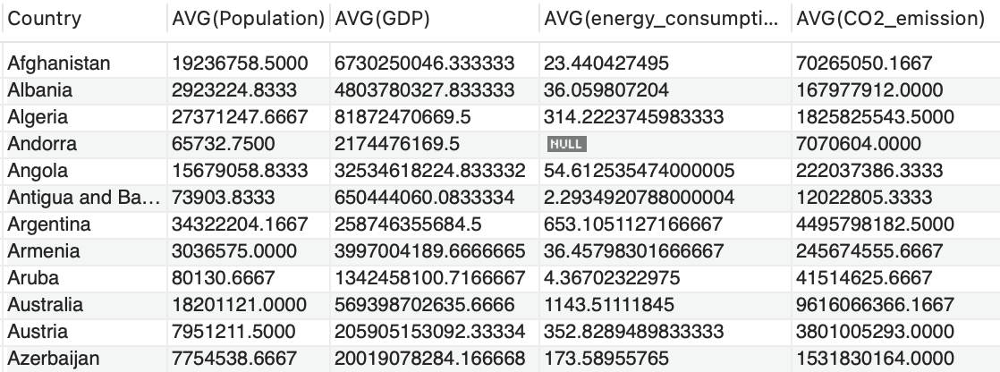 Country AVG(Population) AVG(GDP) AVG(energy_consumpti... AVG(CO2_emission)
Afghanistan 19236758.5000 6730250046.333333 23.440427495 70265050.1667
Albania 2923224.8333 4803780327.833333 36.059807204 167977912.0000
Algeria 27371247.6667 81872470669.5 314.2223745983333 1825825543.5000
Andorra 65732.7500 2174476169.5 NULL 7070604.0000
Angola 15679058.8333 32534618224.833332 54.612535474000005 222037386.3333
Antigua and Ba... 73903.8333 650444060.0833334 2.2934920788000004 12022805.3333
Argentina 34322204.1667 258746355684.5 653.1051127166667 4495798182.5000
Armenia 3036575.0000 3997004189.6666665 36.45798301666667 245674555.6667
Aruba 80130.6667 1342458100.7166667 4.36702322975 41514625.6667
Australia 18201121.0000 569398702635.6666 1143.51111845 9616066366.1667
Austria 7951211.5000 205905153092.33334 352.8289489833333 3801005293.0000
Azerbaijan 7754538.6667 20019078284.166668 173.58955765 1531830164.0000